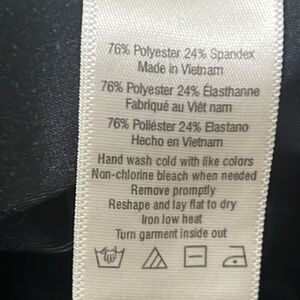 76% Polyester 24% Spandex
Made in Vietnam
76% Polyester 24% Élasthanne
Fabriqué au Viêt nam
76% Poliéster 24% Elastano
Hecho en Vietnam
Hand wash cold with like colors
Non-chlorine bleach when needed
Remove promptly
Reshape and lay flat to dry
Iron low heat
Turn garment inside out